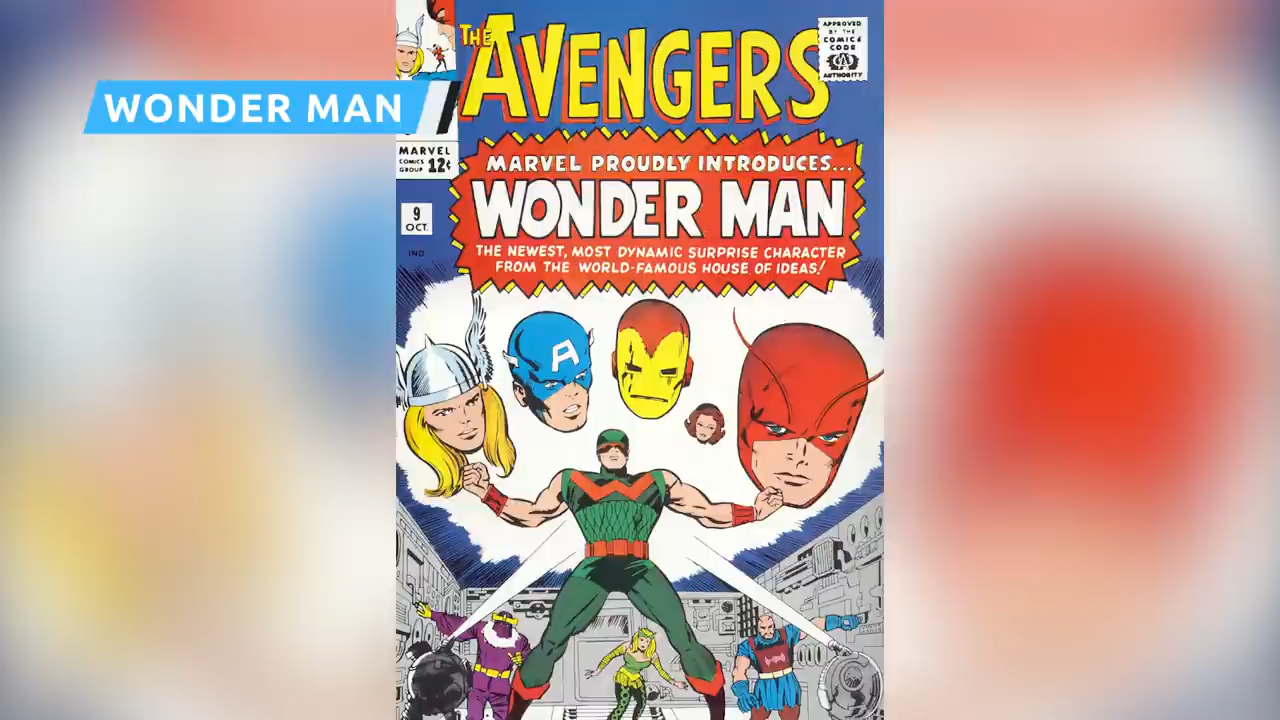 WONDER MAN
THE AVENGERS
APPROVED
BY THE
COMICS
CODE
CA
AUTHORITY
MARVEL
COMICS
GROUP 12¢
9
OCT.
IND
MARVEL PROUDLY INTRODUCES...
WONDER MAN
THE NEWEST, MOST DYNAMIC SURPRISE CHARACTER
FROM THE WORLD-FAMOUS HOUSE OF IDEAS!
A